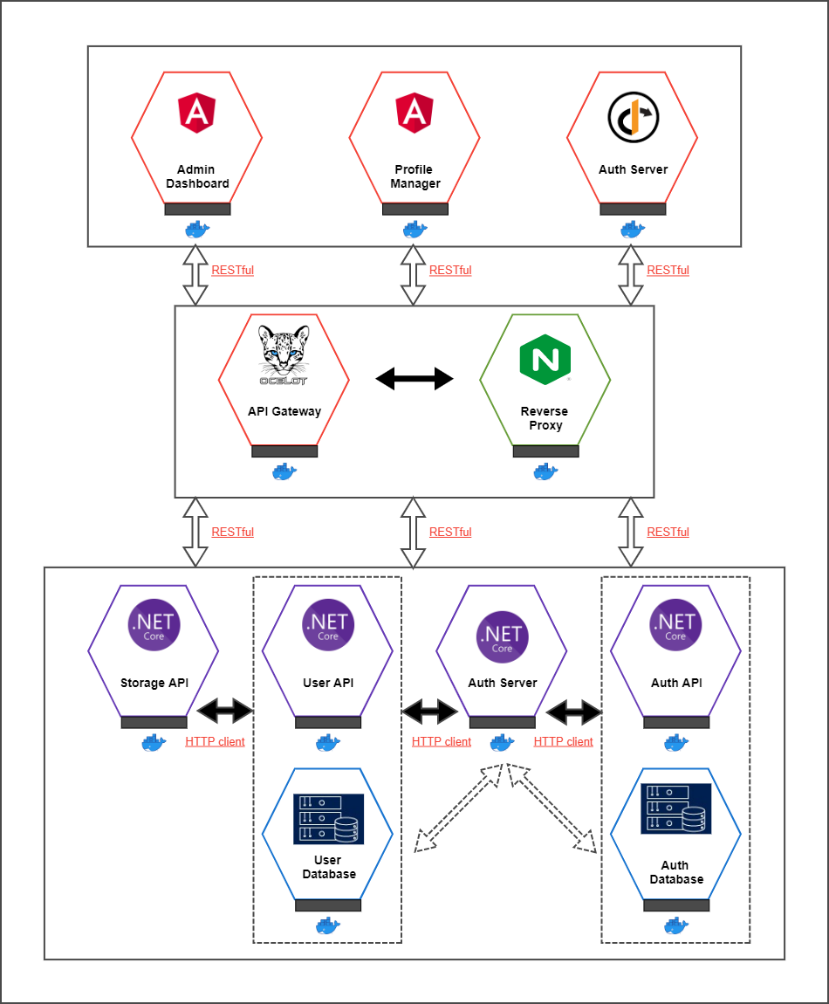 Admin
Dashboard
Profile
Manager
Auth Server
RESTful
RESTful
RESTful
OCELOT
API Gateway
N
Reverse
Proxy
RESTful
RESTful
RESTful
.NET
Core
Storage API
.NET
Core
User API
.NET
Core
Auth Server
.NET
Core
Auth API
HTTP client
HTTP client
HTTP client
User
Database
Auth
Database